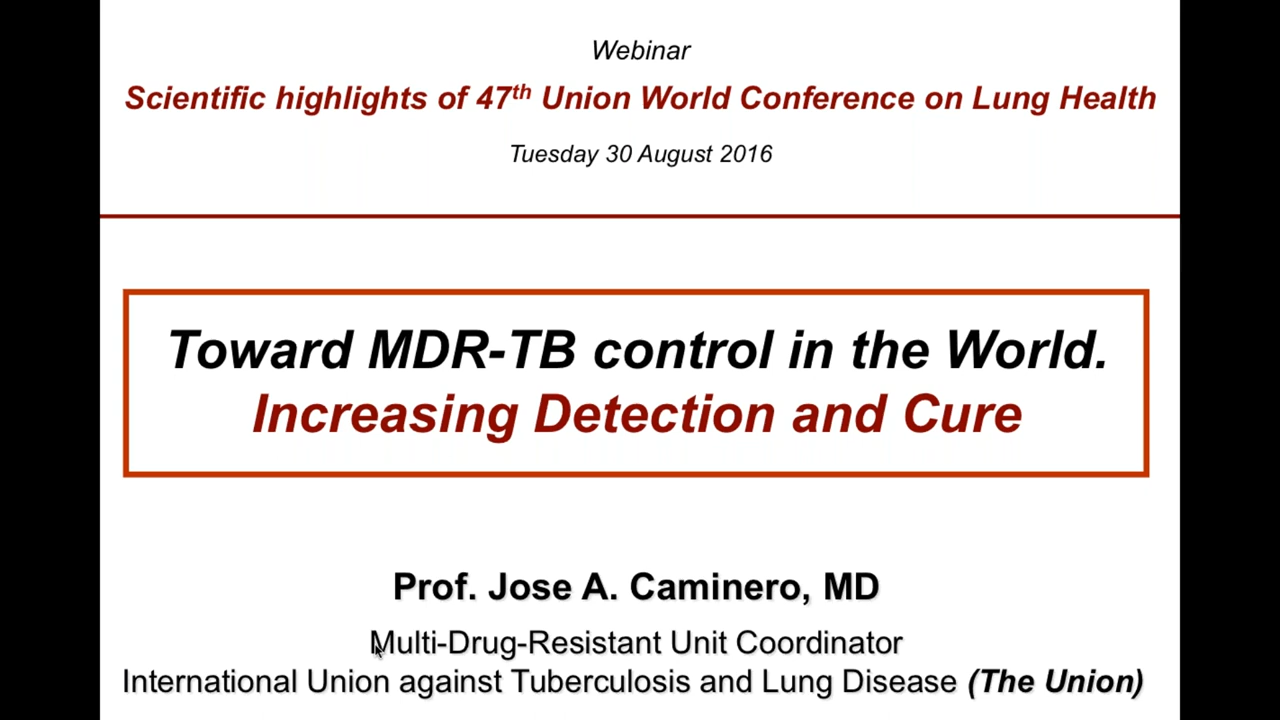 Webinar
Scientific highlights of 47th Union World Conference on Lung Health
Tuesday 30 August 2016
Toward MDR-TB control in the World.
Increasing Detection and Cure
Prof. Jose A. Caminero, MD
Multi-Drug-Resistant Unit Coordinator
International Union against Tuberculosis and Lung Disease (The Union)